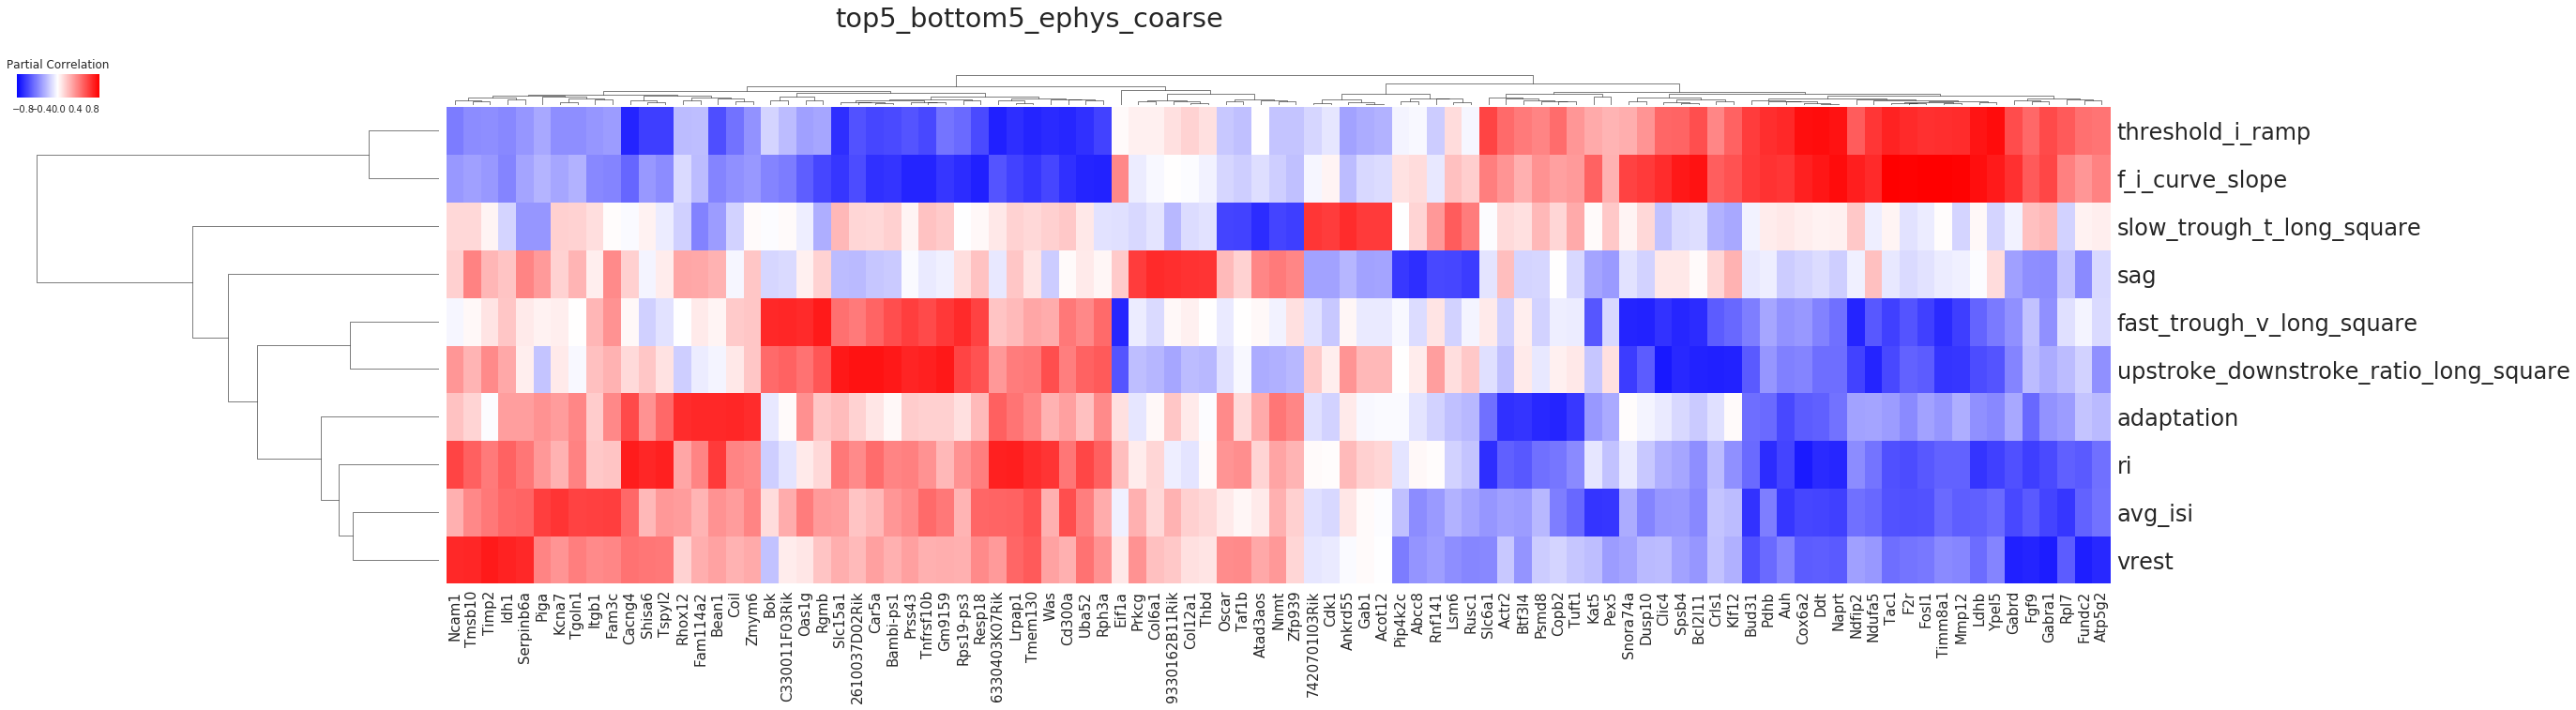 top5_bottom5_ephys_coarse
Partial Correlation
−0.8 −0.4 0.0 0.4 0.8
threshold_i_ramp
f_i_curve_slope
slow_trough_t_long_square
sag
fast_trough_v_long_square
upstroke_downstroke_ratio_long_square
adaptation
ri
avg_isi
vrest
Ncam1
Tmsb10
Timp2
Idh1
Serpinb6a
Piga
Kcna7
Tgoln1
Itgb1
Fam3c
Cacng4
Shisa6
Tspyl2
Rhox12
Fam114a2
Bean1
Coil
Zmym6
Bok
C330011F03Rik
Oas1g
Rgmb
Slc15a1
2610037D02Rik
Car5a
Bambi-ps1
Prss43
Tnfrsf10b
Gm9159
Rps19-ps3
Resp18
6330403K07Rik
Lrpap1
Tmem130
Was
Cd300a
Uba52
Rph3a
Eif1a
Prkcg
Col6a1
9330162B11Rik
Col12a1
Thbd
Oscar
Taf1b
Atad3aos
Nnmt
Zfp939
7420701I03Rik
Cdk1
Ankrd55
Gab1
Acot12
Pip4k2c
Abcc8
Rnf141
Lsm6
Rusc1
Slc6a1
Actr2
Btf3l4
Psmd8
Copb2
Tuft1
Kat5
Pex5
Snora74a
Dusp10
Clic4
Spsb4
Bcl2l11
Crls1
Klf12
Bud31
Pdhb
Auh
Cox6a2
Ddt
Naprt
Ndfip2
Ndufa5
Tac1
F2r
Fosl1
Timm8a1
Mmp12
Ldhb
Ypel5
Gabrd
Fgf9
Gabra1
Rpl7
Fundc2
Atp5g2